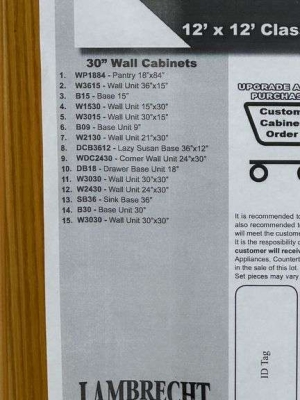 12' x 12' Clas
30" Wall Cabinets
1. WP1884 - Pantry 18"x84"
2. W3615 - Wall Unit 36"x15"
3. B15 - Base 15"
4. W1530 - Wall Unit 15"x30"
5. W3015 - Wall Unit 30"x15"
6. B09 - Base Unit 9"
7. W2130 - Wall Unit 21"x30"
8. DCB3612 - Lazy Susan Base 36"x12"
9. WDC2430 - Corner Wall Unit 24"x30"
10. DB18 - Drawer Base Unit 18"
11. W3030 - Wall Unit 30"x30"
12. W2430 - Wall Unit 24"x30"
13. SB36 - Sink Base 36"
14. B30 - Base Unit 30"
15. W3030 - Wall Unit 30"x30"
UPGRADE A
PURCHAS
Custom
Cabine
Order
It is recommended to
also recommended t
will meet the custome
It is the resposibility o
customer will receiv
Appliances, Countert
in the sale of this lot.
Set pieces may vary
ID Tag
LAMBRECHT